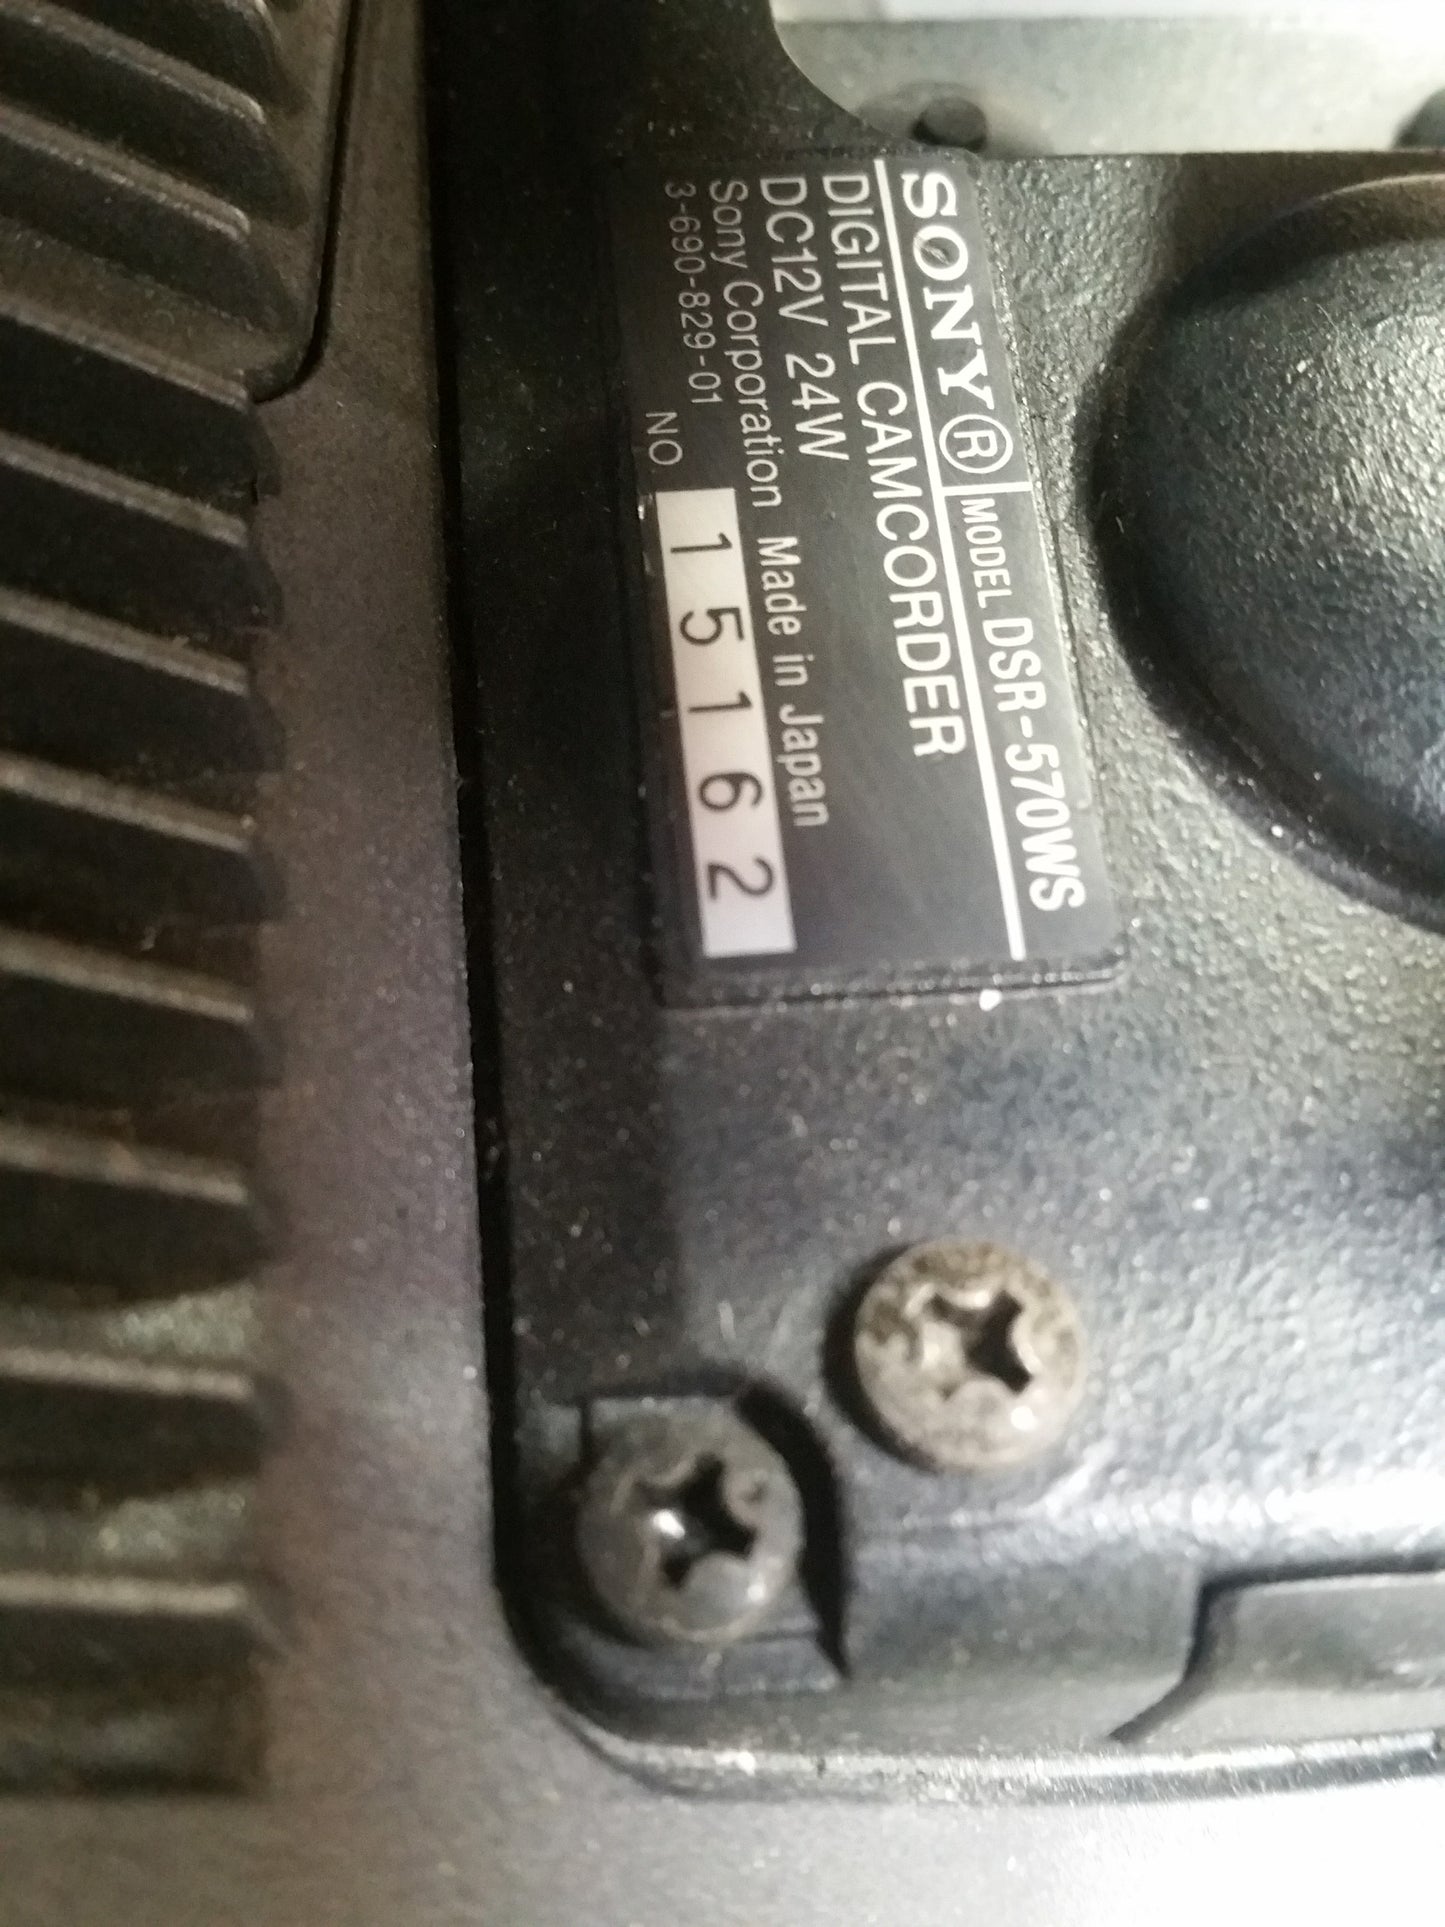 SONY® MODEL DSR-570WS
DIGITAL CAMCORDER
DC12V 24W
Sony Corporation Made in Japan
3-690-829-01
NO. 15162